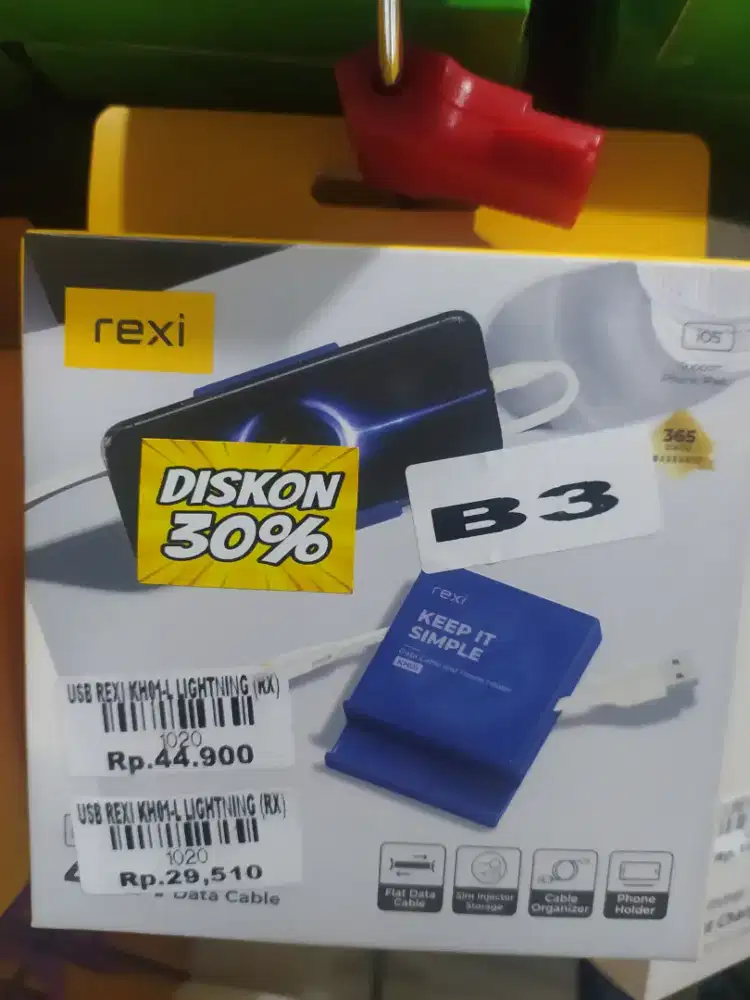 rexi
iOS
365
DISKON
30%
B3
rexi
KEEP IT
SIMPLE
KH01
USB REXI KH01-L LIGHTNING (RX)
1020
Rp.44.900
USB REXI KH01-L LIGHTNING (RX)
1020
Rp.29,510
Data Cable
Flat Data
Cable
Sim Injector
Storage
Cable
Organizer
Phone
Holder